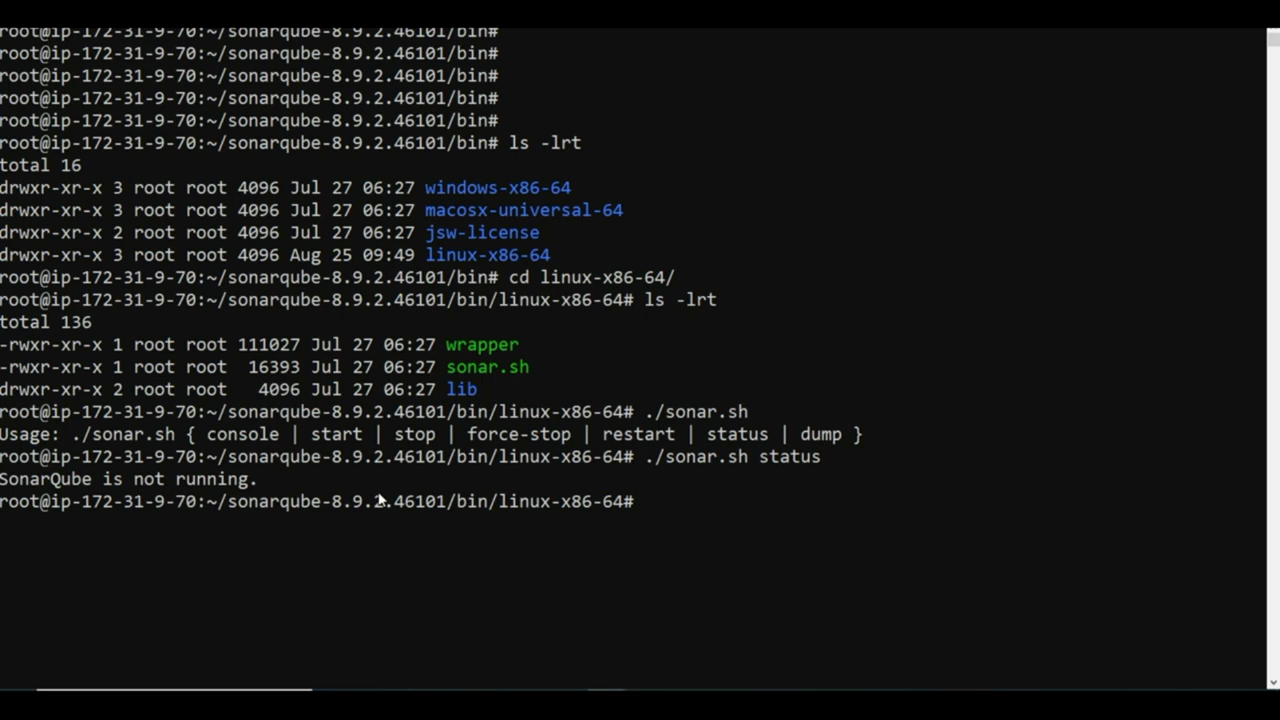 root@ip-172-31-9-70:~/sonarqube-8.9.2.46101/bin#
root@ip-172-31-9-70:~/sonarqube-8.9.2.46101/bin#
root@ip-172-31-9-70:~/sonarqube-8.9.2.46101/bin#
root@ip-172-31-9-70:~/sonarqube-8.9.2.46101/bin#
root@ip-172-31-9-70:~/sonarqube-8.9.2.46101/bin#
root@ip-172-31-9-70:~/sonarqube-8.9.2.46101/bin# ls -lrt
total 16
drwxr-xr-x 3 root root 4096 Jul 27 06:27 windows-x86-64
drwxr-xr-x 3 root root 4096 Jul 27 06:27 macosx-universal-64
drwxr-xr-x 2 root root 4096 Jul 27 06:27 jsw-license
drwxr-xr-x 3 root root 4096 Aug 25 09:49 linux-x86-64
root@ip-172-31-9-70:~/sonarqube-8.9.2.46101/bin# cd linux-x86-64/
root@ip-172-31-9-70:~/sonarqube-8.9.2.46101/bin/linux-x86-64# ls -lrt
total 136
-rwxr-xr-x 1 root root 111027 Jul 27 06:27 wrapper
-rwxr-xr-x 1 root root  16393 Jul 27 06:27 sonar.sh
drwxr-xr-x 2 root root   4096 Jul 27 06:27 lib
root@ip-172-31-9-70:~/sonarqube-8.9.2.46101/bin/linux-x86-64# ./sonar.sh
Usage: ./sonar.sh { console | start | stop | force-stop | restart | status | dump }
root@ip-172-31-9-70:~/sonarqube-8.9.2.46101/bin/linux-x86-64# ./sonar.sh status
SonarQube is not running.
root@ip-172-31-9-70:~/sonarqube-8.9.2.46101/bin/linux-x86-64#